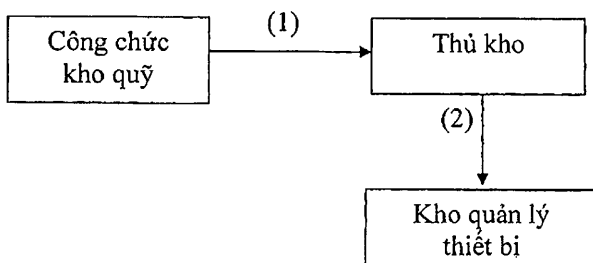 Công chức
kho quỹ
(1)
Thủ kho
(2)
Kho quản lý
thiết bị